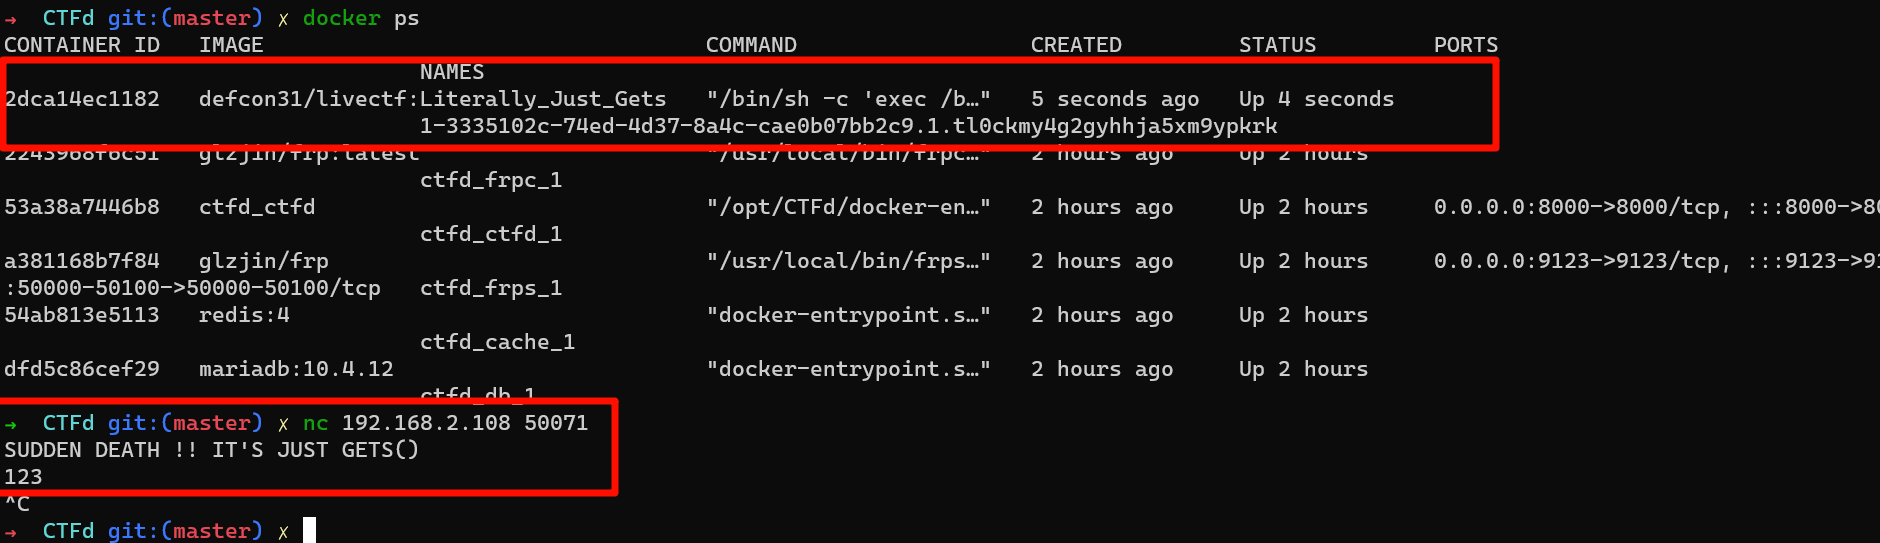 → CTFd git:(master) ✗ docker ps
CONTAINER ID   IMAGE                              COMMAND                  CREATED         STATUS         PORTS
NAMES
2dca14ec1182   defcon31/livectf:Literally_Just_Gets   "/bin/sh -c 'exec /b…"   5 seconds ago   Up 4 seconds
1-3335102c-74ed-4d37-8a4c-cae0b07bb2c9.1.tl0ckmy4g2gyhhja5xm9ypkrk
2243968f6c51   glzjin/frp:latest   "/usr/local/bin/frpc…"   2 hours ago   Up 2 hours
ctfd_frpc_1
53a38a7446b8   ctfd_ctfd   "/opt/CTFd/docker-en…"   2 hours ago   Up 2 hours   0.0.0.0:8000->8000/tcp, :::8000->80
ctfd_ctfd_1
a381168b7f84   glzjin/frp   "/usr/local/bin/frps…"   2 hours ago   Up 2 hours   0.0.0.0:9123->9123/tcp, :::9123->91
:50000-50100->50000-50100/tcp   ctfd_frps_1
54ab813e5113   redis:4   "docker-entrypoint.s…"   2 hours ago   Up 2 hours
ctfd_cache_1
dfd5c86cef29   mariadb:10.4.12   "docker-entrypoint.s…"   2 hours ago   Up 2 hours
ctfd_db_1
→ CTFd git:(master) ✗ nc 192.168.2.108 50071
SUDDEN DEATH !! IT'S JUST GETS()
123
^C
→ CTFd git:(master) ✗